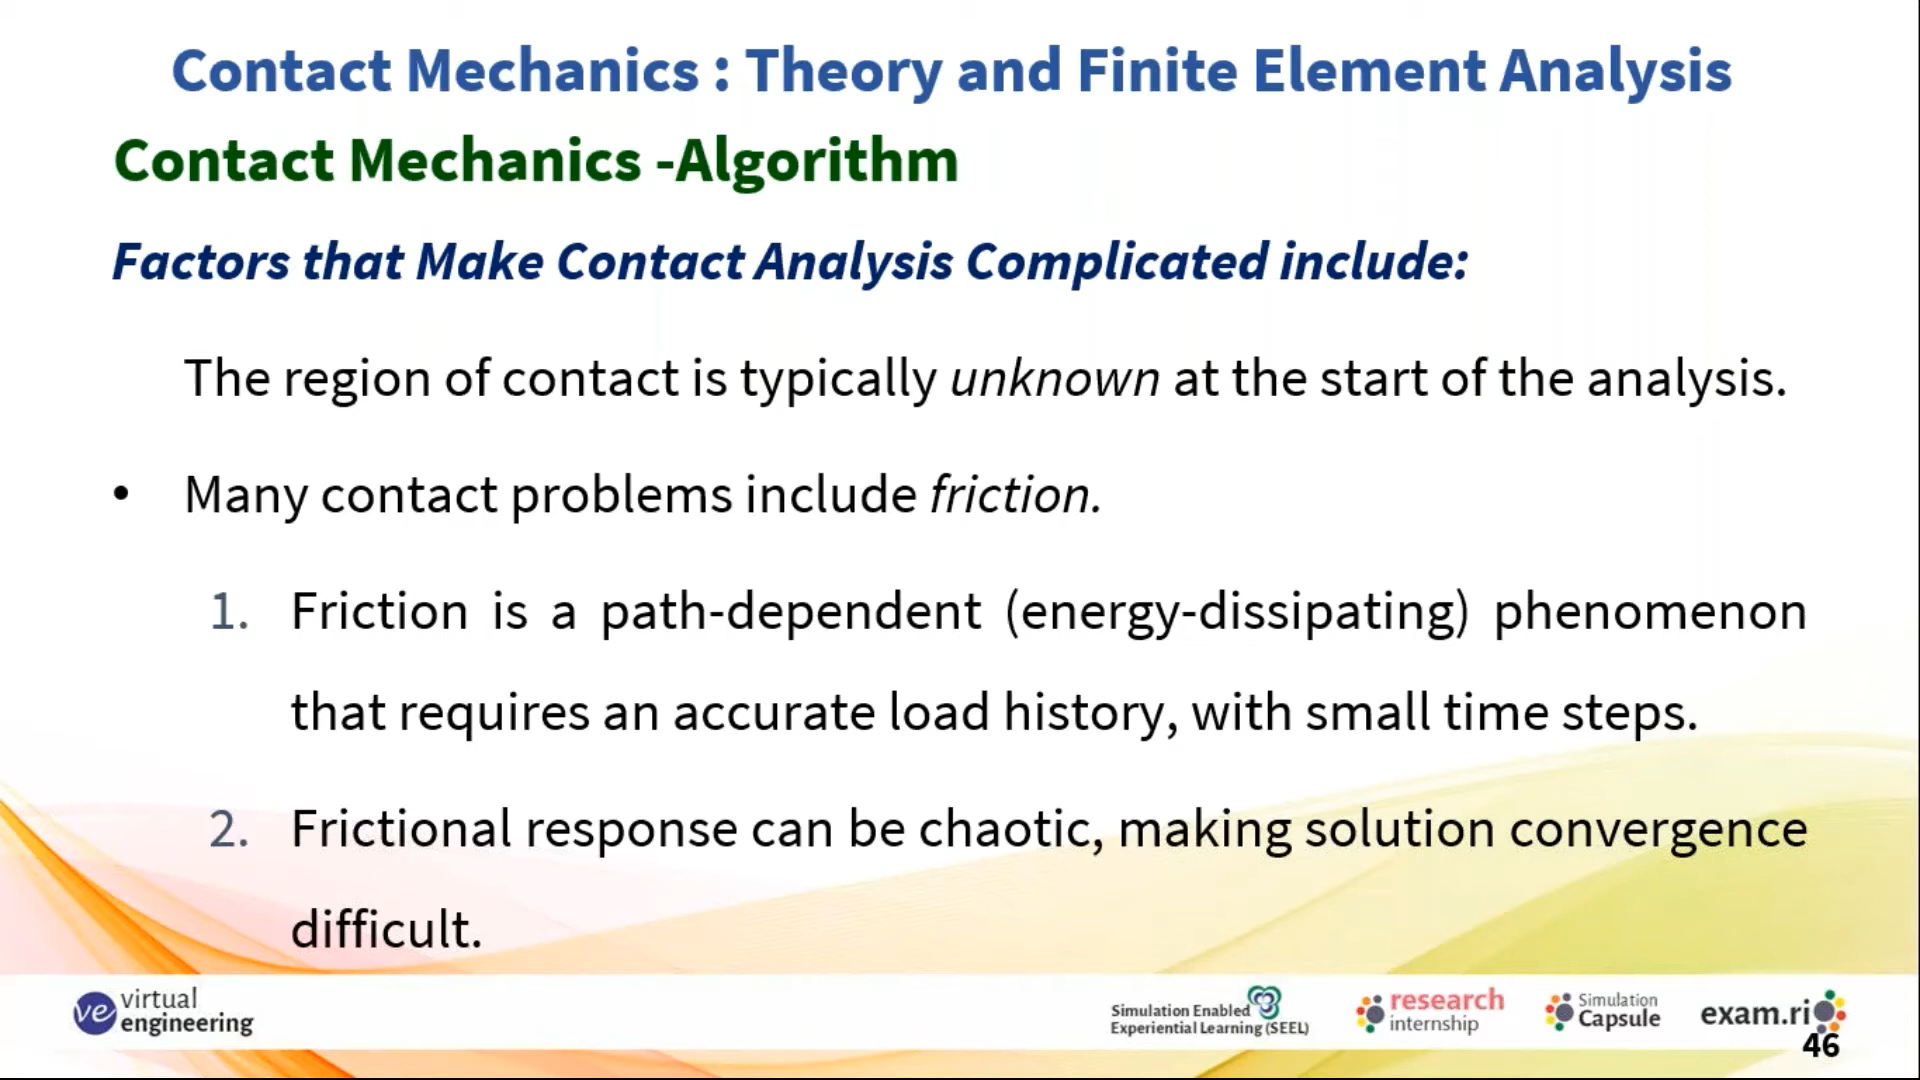 Contact Mechanics : Theory and Finite Element Analysis
Contact Mechanics -Algorithm
Factors that Make Contact Analysis Complicated include:
The region of contact is typically unknown at the start of the analysis.
• Many contact problems include friction.
1. Friction is a path-dependent (energy-dissipating) phenomenon
that requires an accurate load history, with small time steps.
2. Frictional response can be chaotic, making solution convergence
difficult.
ve virtual
engineering
Simulation Enabled
Experiential Learning (SEEL)
research
internship
Simulation
Capsule
exam.ri
46